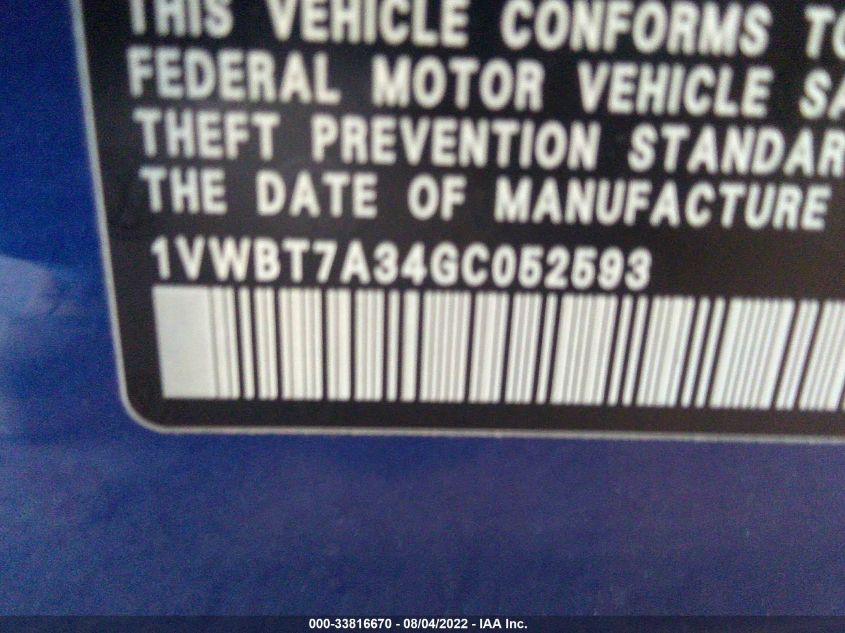 THIS VEHICLE CONFORMS TO
FEDERAL MOTOR VEHICLE SA
THEFT PREVENTION STANDAR
THE DATE OF MANUFACTURE
1VWBT7A34GC052593
000-33816670 - 08/04/2022 - IAA Inc.